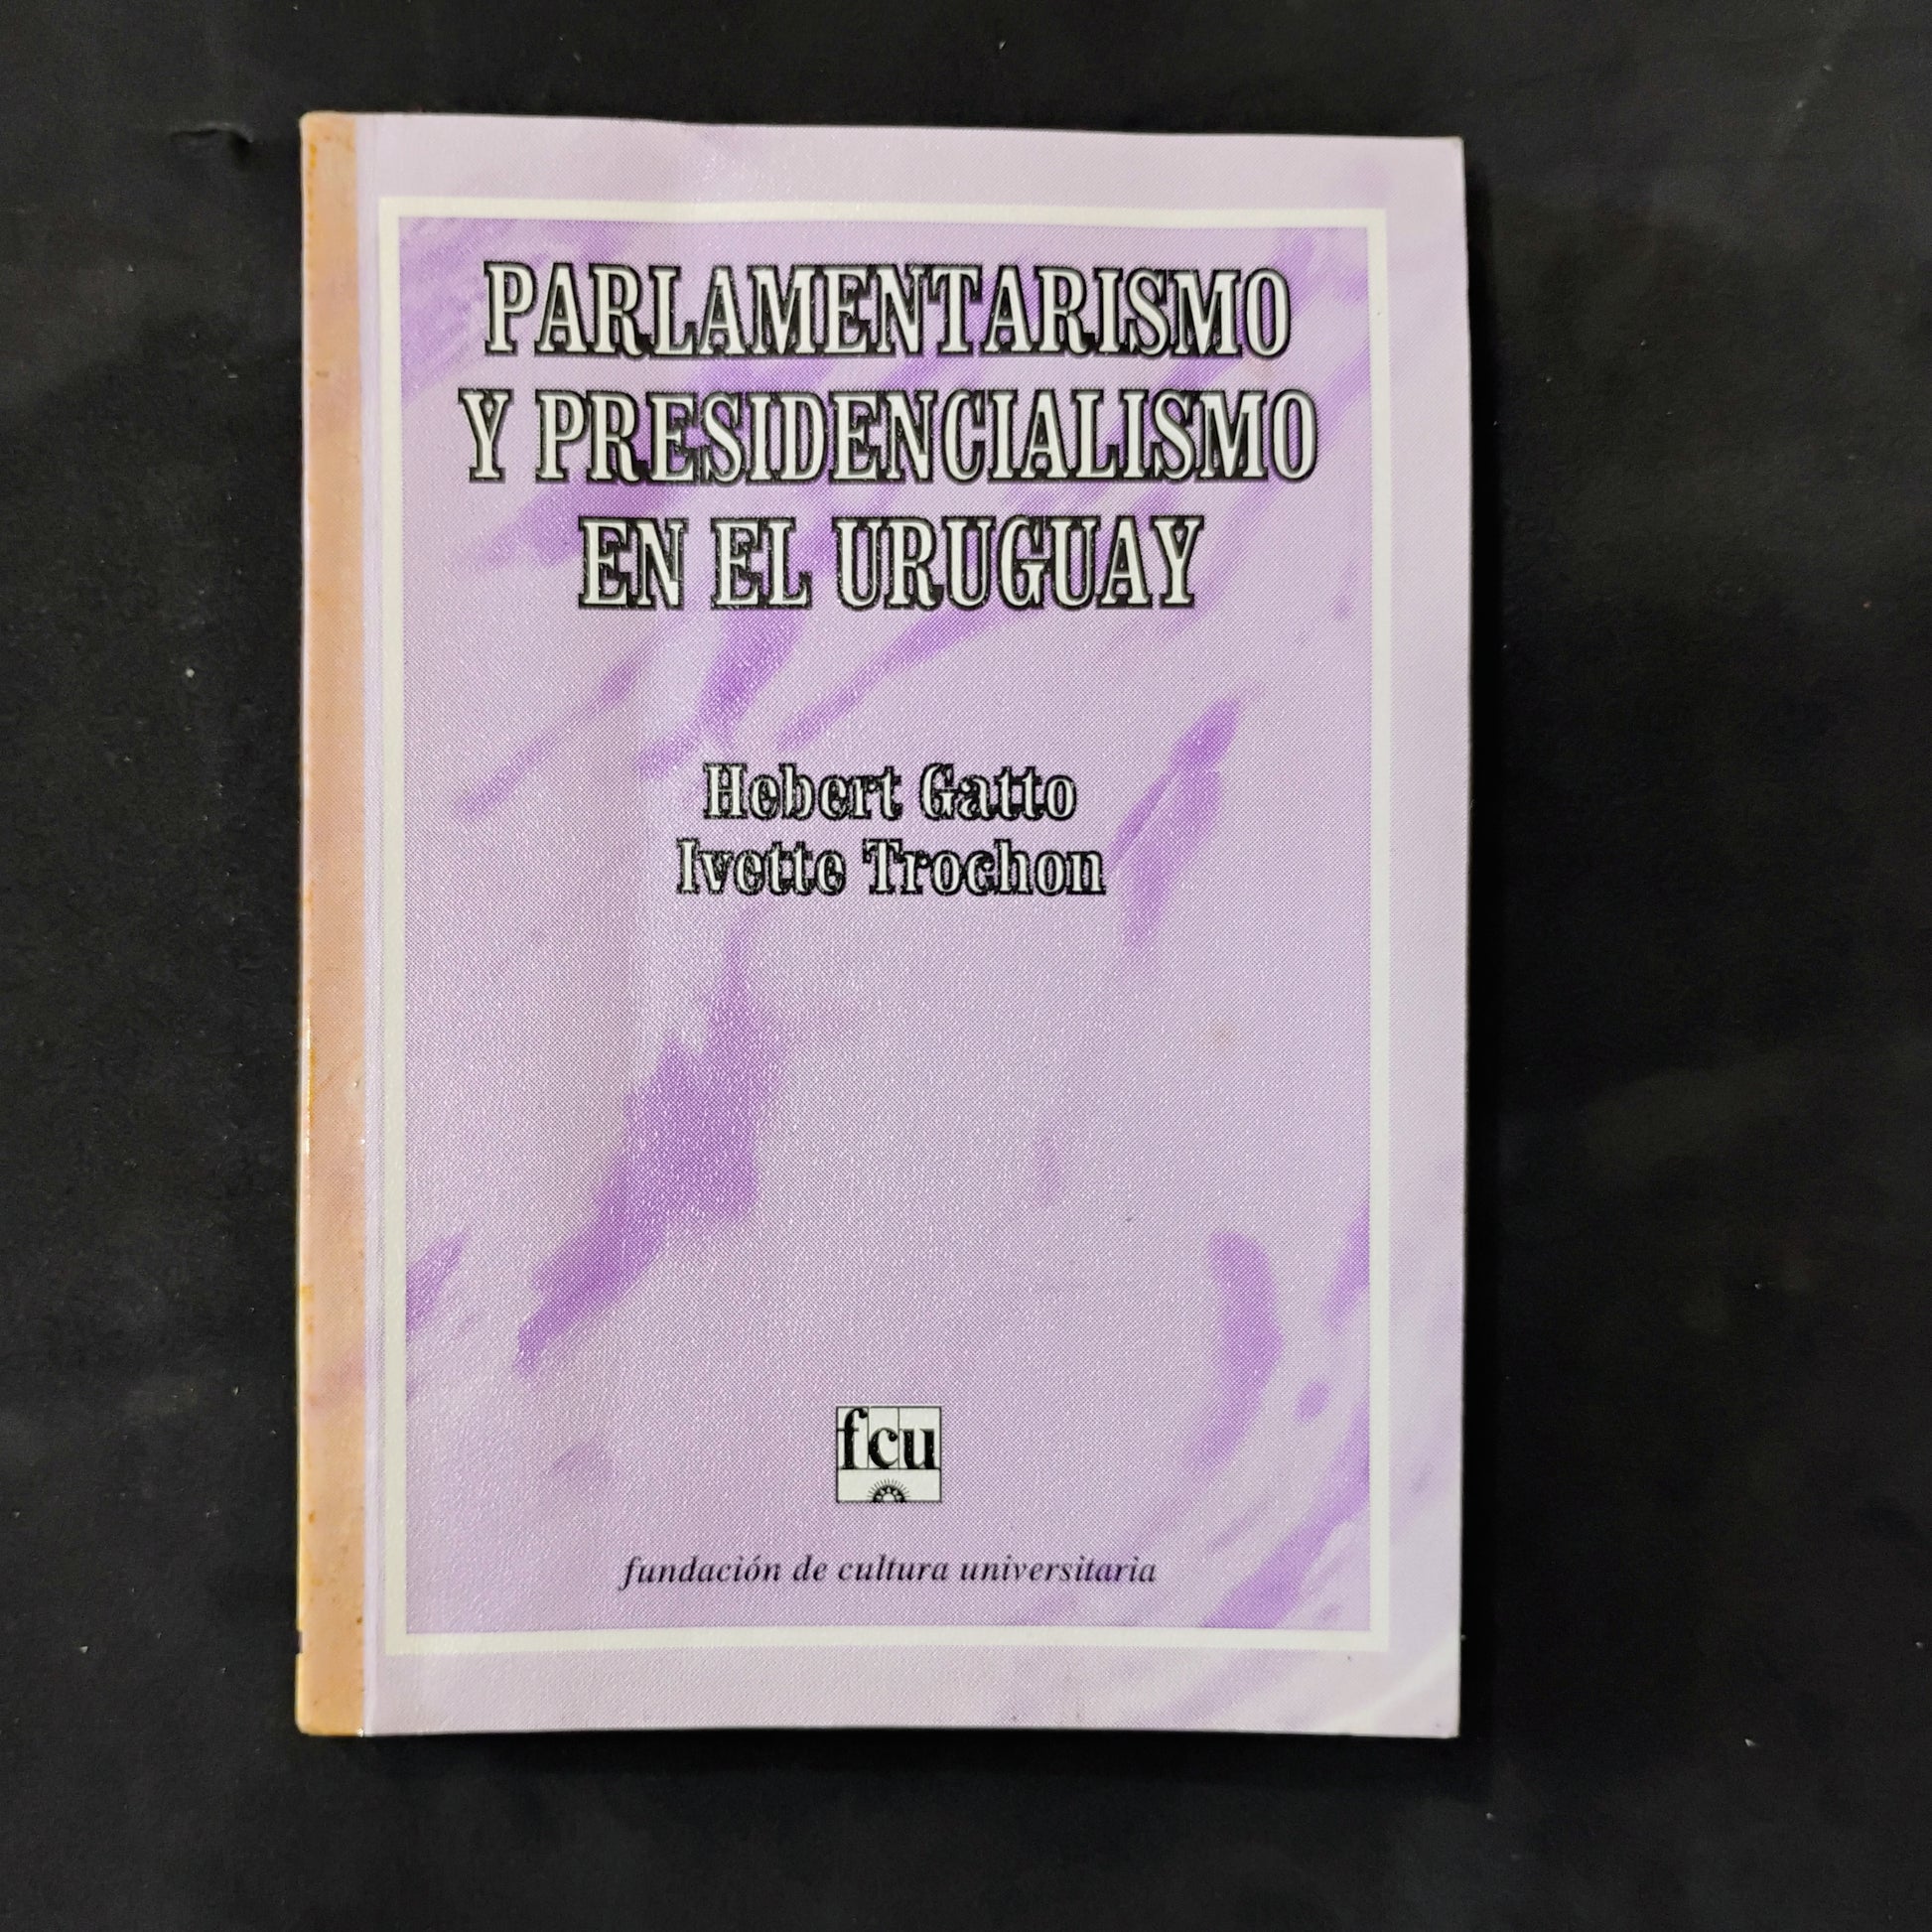 PARLAMENTARISMO
Y PRESIDENCIALISMO
EN EL URUGUAY
Hebert Gatto
Ivette Trochon
fcu
fundación de cultura universitaria